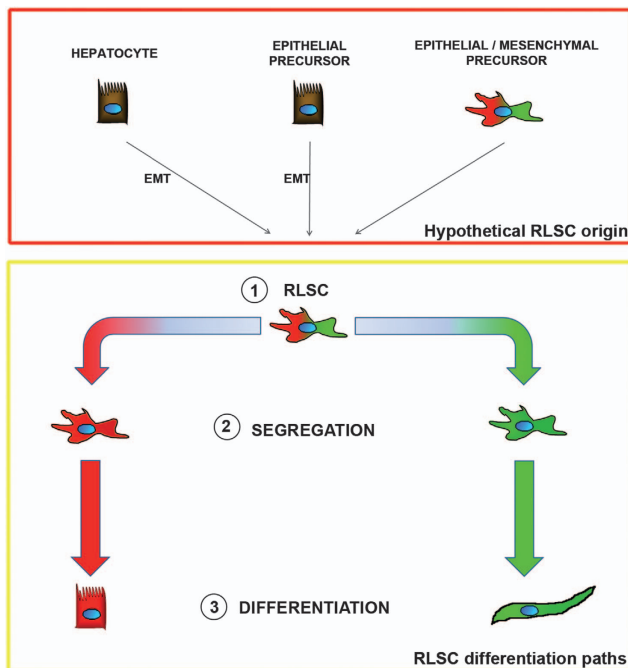 HEPATOCYTE
EPITHELIAL
PRECURSOR
EPITHELIAL / MESENCHYMAL
PRECURSOR
EMT
EMT
Hypothetical RLSC origin
1 RLSC
2 SEGREGATION
3 DIFFERENTIATION
RLSC differentiation paths